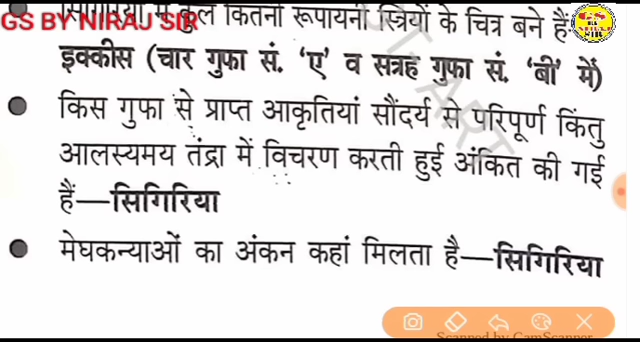 GS BY NIRAJ SIR
सिगिरिया में कुल कितनी रूपायनी स्त्रियों के चित्र बने हैं
इक्कीस (चार गुफा सं. ‘ए’ व सत्रह गुफा सं. ‘बी’ में)
● किस गुफा से प्राप्त आकृतियां सौंदर्य से परिपूर्ण किंतु
आलस्यमय तंद्रा में विचरण करती हुई अंकित की गई
हैं—सिगिरिया
● मेघकन्याओं का अंकन कहां मिलता है—सिगिरिया
Scanned by CamScanner